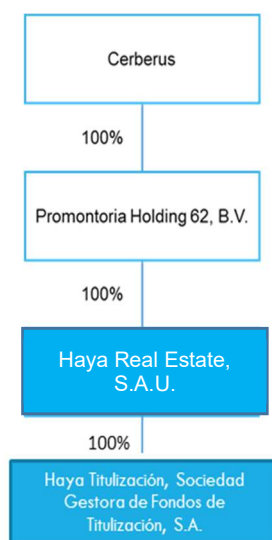 Cerberus
100%
Promontoria Holding 62, B.V.
100%
Haya Real Estate,
S.A.U.
100%
Haya Titulización, Sociedad
Gestora de Fondos de
Titulización, S.A.